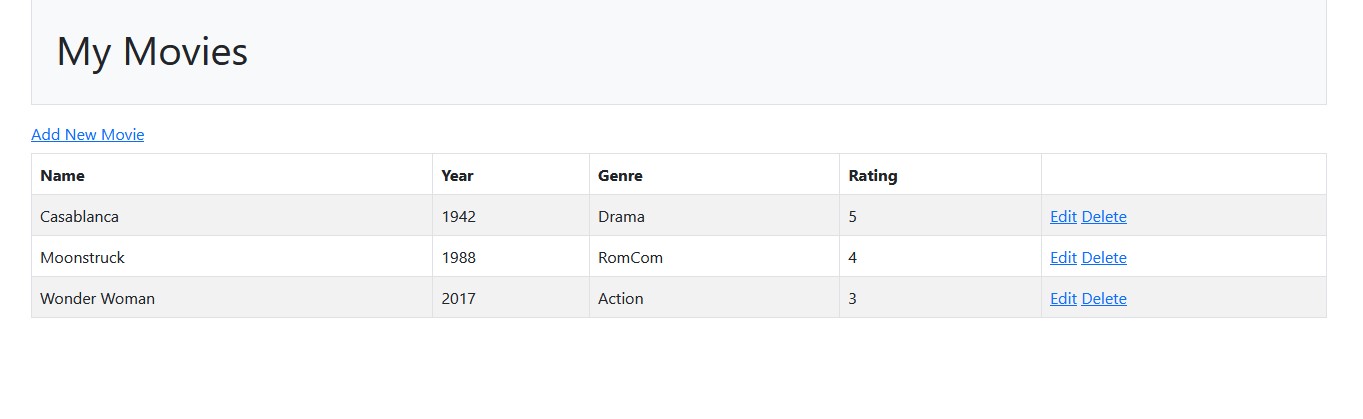 My Movies
Add New Movie
Name Year Genre Rating
Casablanca 1942 Drama 5 Edit Delete
Moonstruck 1988 RomCom 4 Edit Delete
Wonder Woman 2017 Action 3 Edit Delete